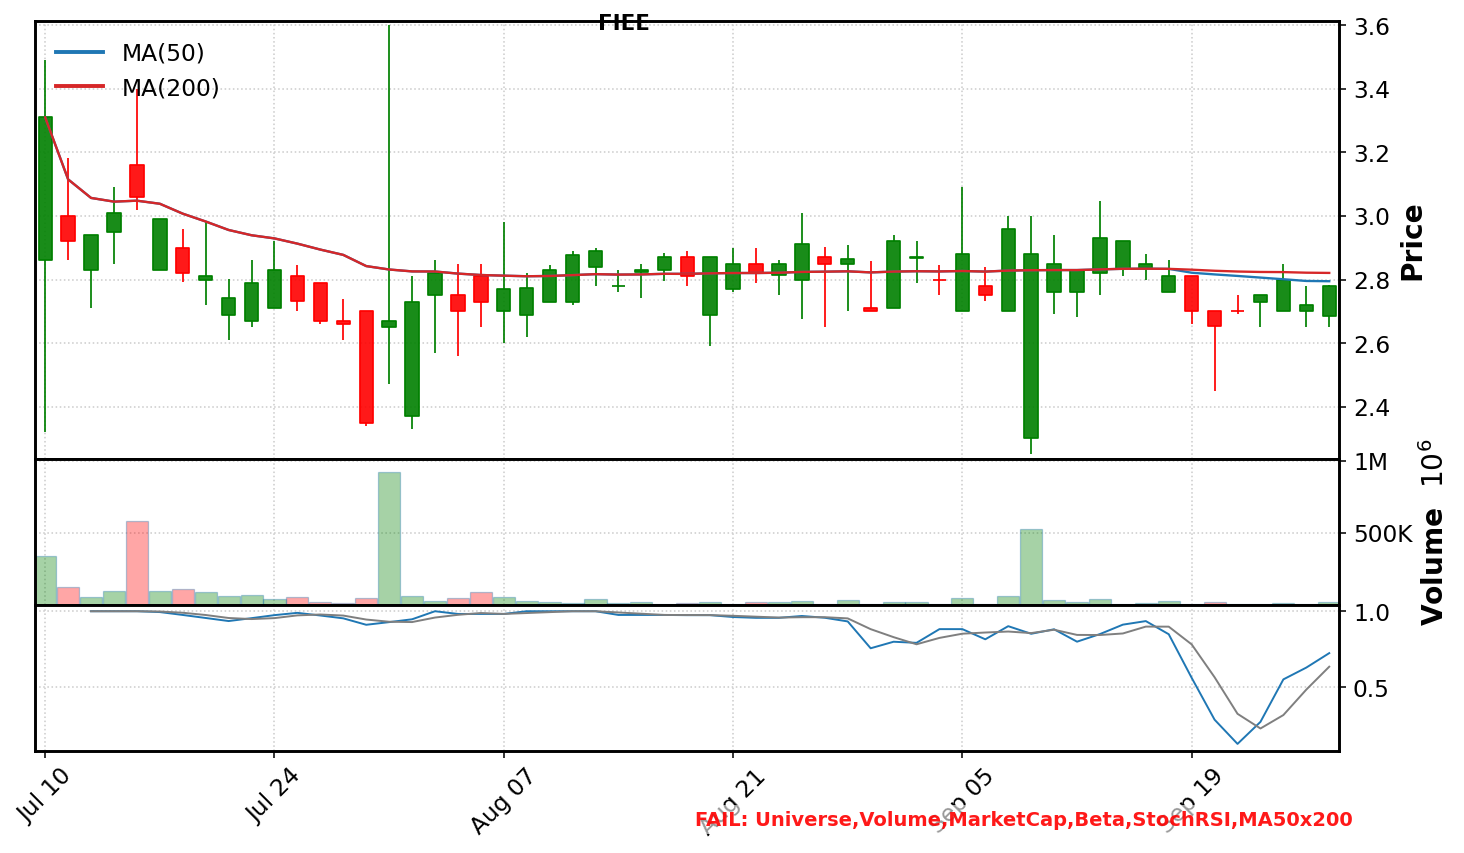 FIEE
MA(50)
MA(200)
3.6
3.4
3.2
3.0
2.8
2.6
2.4
Price
1M
500K
Volume 10^6
1.0
0.5
Jul 10
Jul 24
Aug 07
Aug 21
Sep 05
Sep 19
FAIL: Universe,Volume,MarketCap,Beta,StochRSI,MA50x200